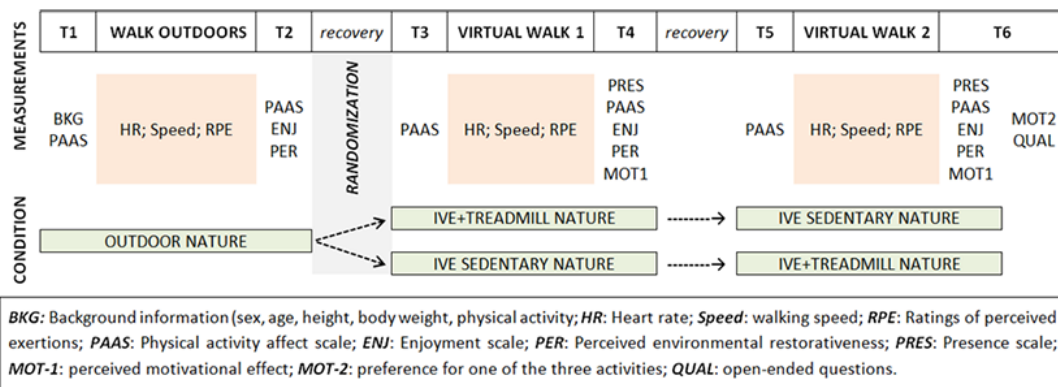 MEASUREMENTS
T1 WALK OUTDOORS T2 recovery T3 VIRTUAL WALK 1 T4 recovery T5 VIRTUAL WALK 2 T6
BKG
PAAS
HR; Speed; RPE
PAAS
ENJ
PER
RANDOMIZATION
PAAS
HR; Speed; RPE
PRES
PAAS
ENJ
PER
MOT1
PAAS
HR; Speed; RPE
PRES
PAAS
ENJ
PER
MOT1
MOT2
QUAL
CONDITION
OUTDOOR NATURE
IVE+TREADMILL NATURE
IVE SEDENTARY NATURE
IVE SEDENTARY NATURE
IVE+TREADMILL NATURE
BKG: Background information (sex, age, height, body weight, physical activity; HR: Heart rate; Speed: walking speed; RPE: Ratings of perceived
exertions; PAAS: Physical activity affect scale; ENJ: Enjoyment scale; PER: Perceived environmental restorativeness; PRES: Presence scale;
MOT-1: perceived motivational effect; MOT-2: preference for one of the three activities; QUAL: open-ended questions.